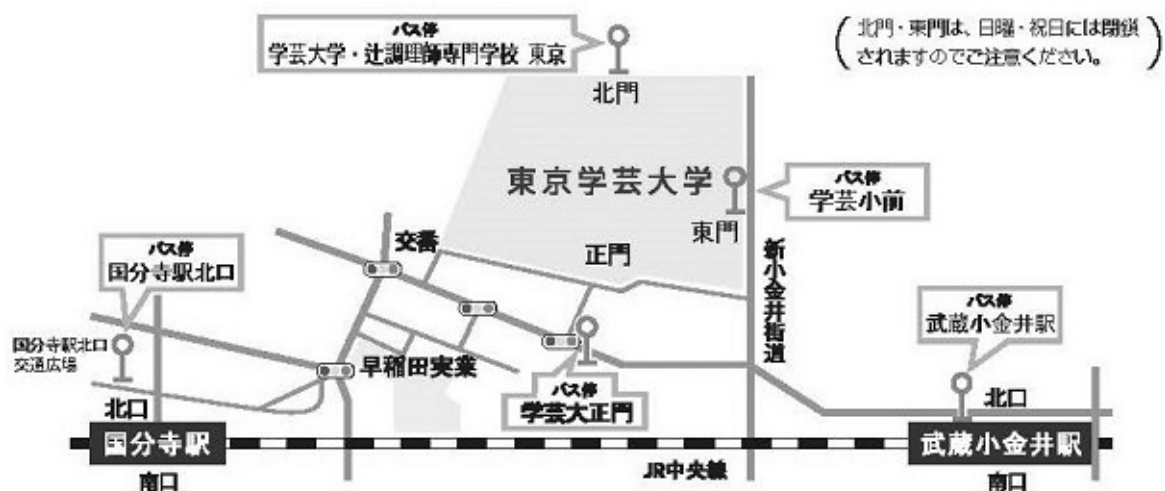 バス停
学芸大学・辻調理師専門学校 東京
北門・東門は、日曜・祝日には閉鎖
されますのでご注意ください。
北門
東京学芸大学
バス停
学芸小前
東門
交番
正門
新小金井街道
バス停
国分寺駅北口
バス停
武蔵小金井駅
国分寺駅北口
交通広場
早稲田実業
バス停
学芸大正門
北口
北口
国分寺駅
武蔵小金井駅
JR中央線
南口
南口